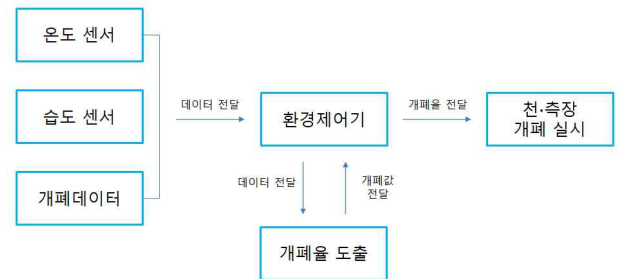 온도 센서
습도 센서
개폐데이터
데이터 전달
환경제어기
개폐율 전달
천·측장
개폐 실시
데이터 전달
개폐값
전달
개폐율 도출